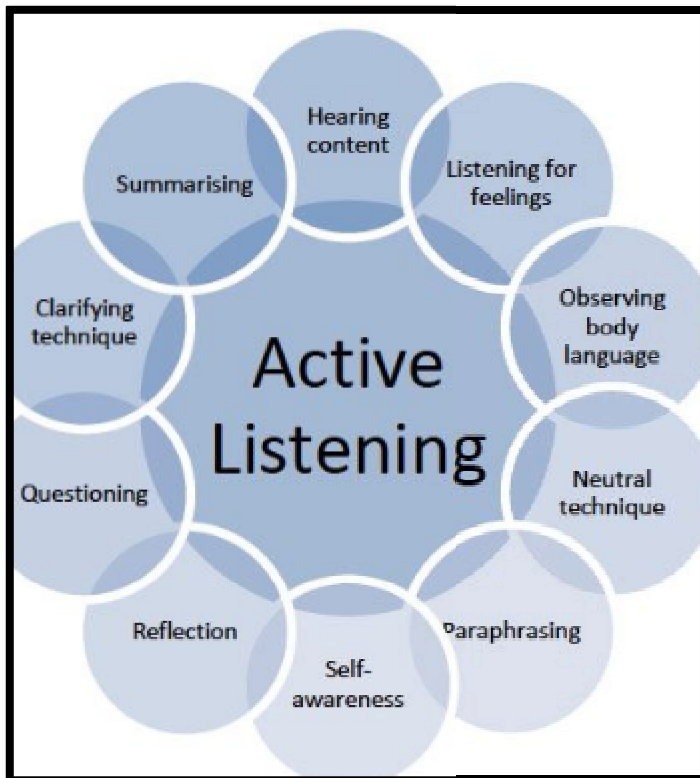 Hearing
content
Listening for
feelings
Observing
body
language
Neutral
technique
Paraphrasing
Self-
awareness
Reflection
Questioning
Clarifying
technique
Summarising
Active
Listening